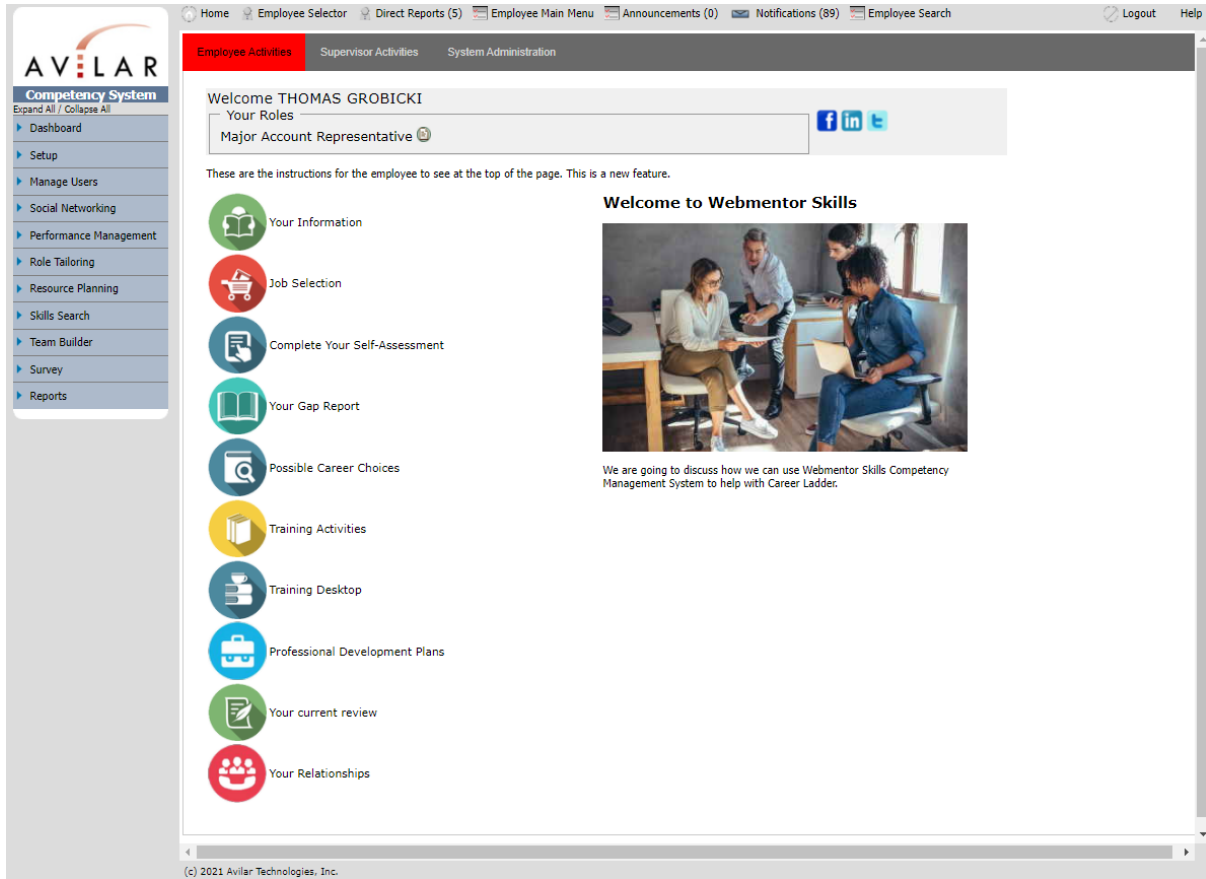 Home Employee Selector Direct Reports (5) Employee Main Menu Announcements (0) Notifications (89) Employee Search Logout Help
AVILAR
Competency System
Expand All / Collapse All
Dashboard
Setup
Manage Users
Social Networking
Performance Management
Role Tailoring
Resource Planning
Skills Search
Team Builder
Survey
Reports
Employee Activities Supervisor Activities System Administration
Welcome THOMAS GROBICKI
Your Roles
Major Account Representative
f in t
These are the instructions for the employee to see at the top of the page. This is a new feature.
Your Information
Job Selection
Complete Your Self-Assessment
Your Gap Report
Possible Career Choices
Training Activities
Training Desktop
Professional Development Plans
Your current review
Your Relationships
Welcome to Webmentor Skills
We are going to discuss how we can use Webmentor Skills Competency
Management System to help with Career Ladder.
(c) 2021 Avilar Technologies, Inc.